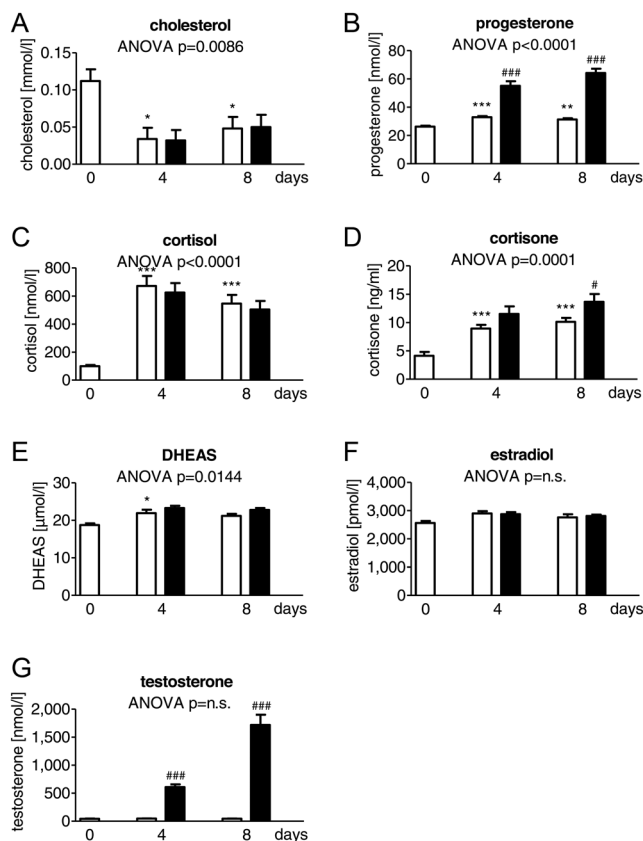 A
cholesterol
ANOVA p=0.0086
cholesterol [mmol/l]
0.15
0.10
0.05
0.00
*
*
0 4 8 days
B
progesterone
ANOVA p<0.0001
progesterone [nmol/l]
80
60
40
20
0
***
###
**
###
0 4 8 days
C
cortisol
ANOVA p<0.0001
cortisol [nmol/l]
800
600
400
200
0
***
***
0 4 8 days
D
cortisone
ANOVA p=0.0001
cortisone [ng/ml]
20
15
10
5
0
***
***
#
0 4 8 days
E
DHEAS
ANOVA p=0.0144
DHEAS [µmol/l]
30
20
10
0
*
0 4 8 days
F
estradiol
ANOVA p=n.s.
estradiol [pmol/l]
4,000
3,000
2,000
1,000
0
0 4 8 days
G
testosterone
ANOVA p=n.s.
testosterone [nmol/l]
2,000
1,500
1,000
500
0
###
###
0 4 8 days